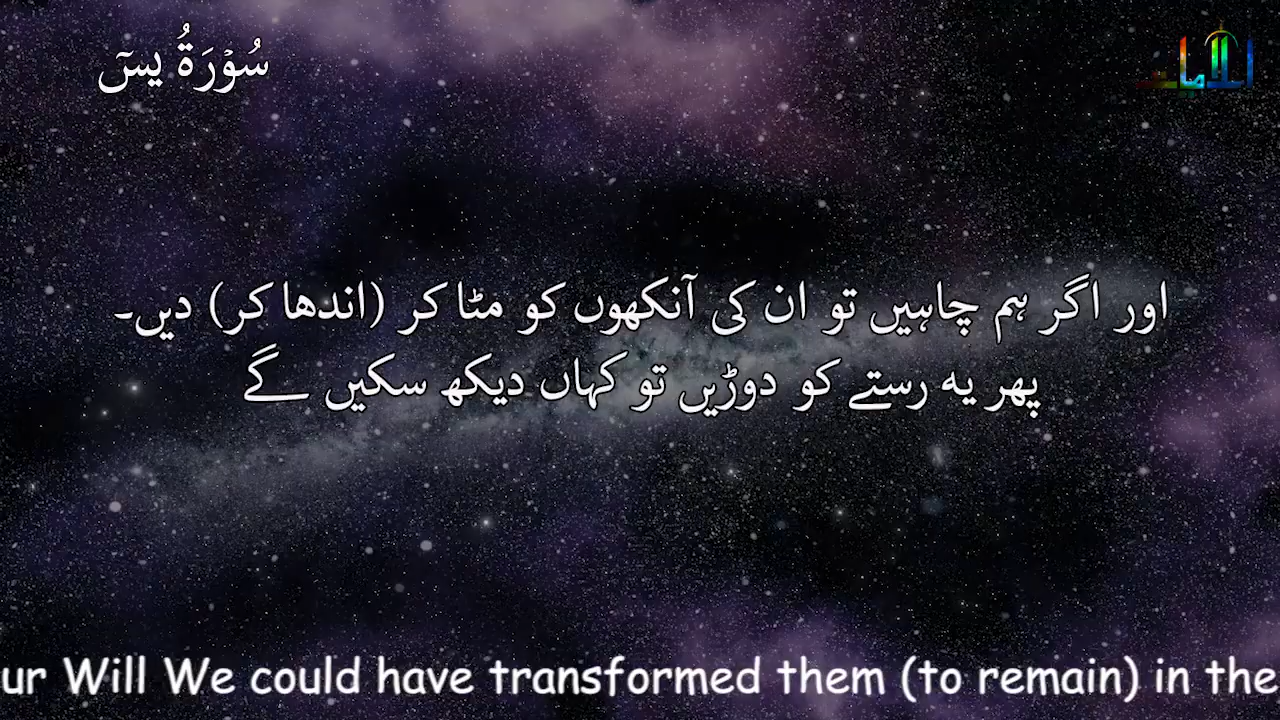 سُوْرَةُ يسٓ
اور اگر ہم چاہیں تو ان کی آنکھوں کو مٹا کر (اندھا کر) دیں۔
پھر یہ رستے کو دوڑیں تو کہاں دیکھ سکیں گے
ur Will We could have transformed them (to remain) in the